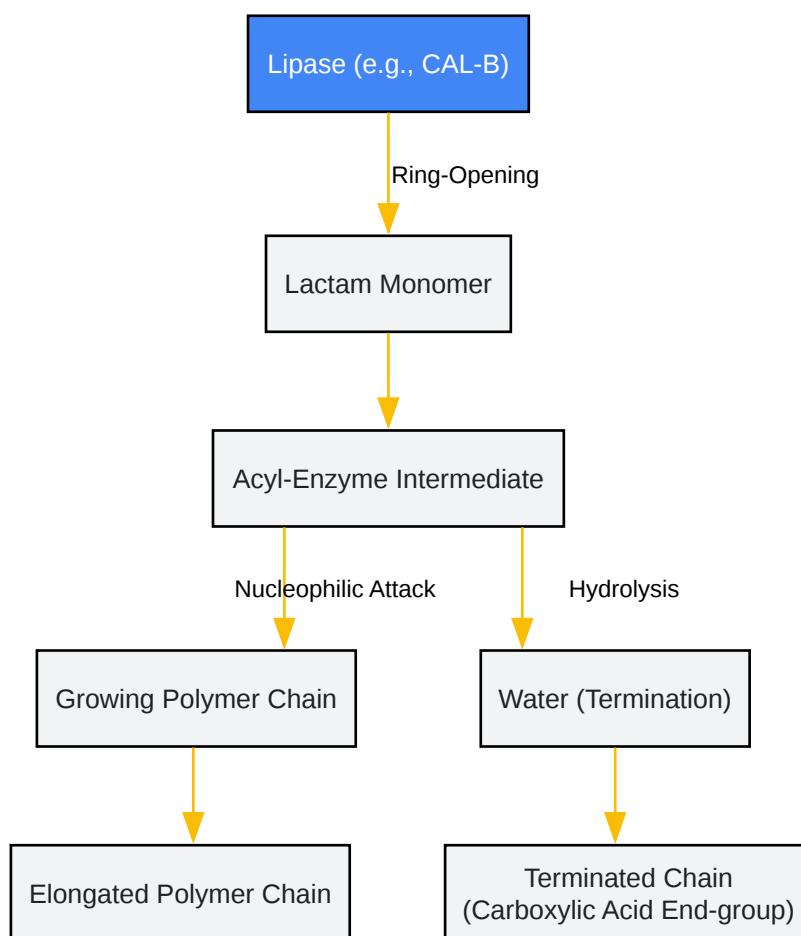 Lipase (e.g., CAL-B)
Ring-Opening
Lactam Monomer
Acyl-Enzyme Intermediate
Nucleophilic Attack
Hydrolysis
Growing Polymer Chain
Water (Termination)
Elongated Polymer Chain
Terminated Chain
(Carboxylic Acid End-group)